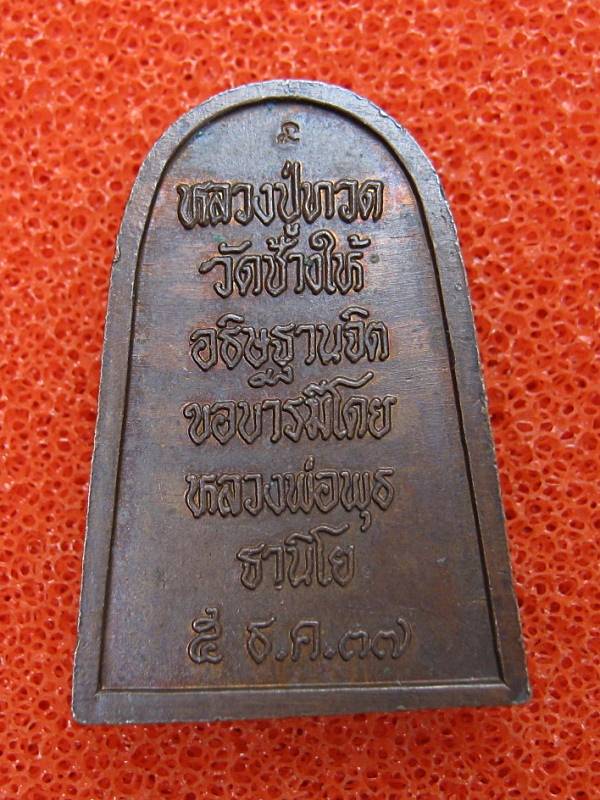 หลวงปู่ทวด
วัดช้างให้
อธิษฐานจิต
ขอบารมีโดย
หลวงพ่อพุธ
ธานิโย
๕ ธ.ค.๓๗